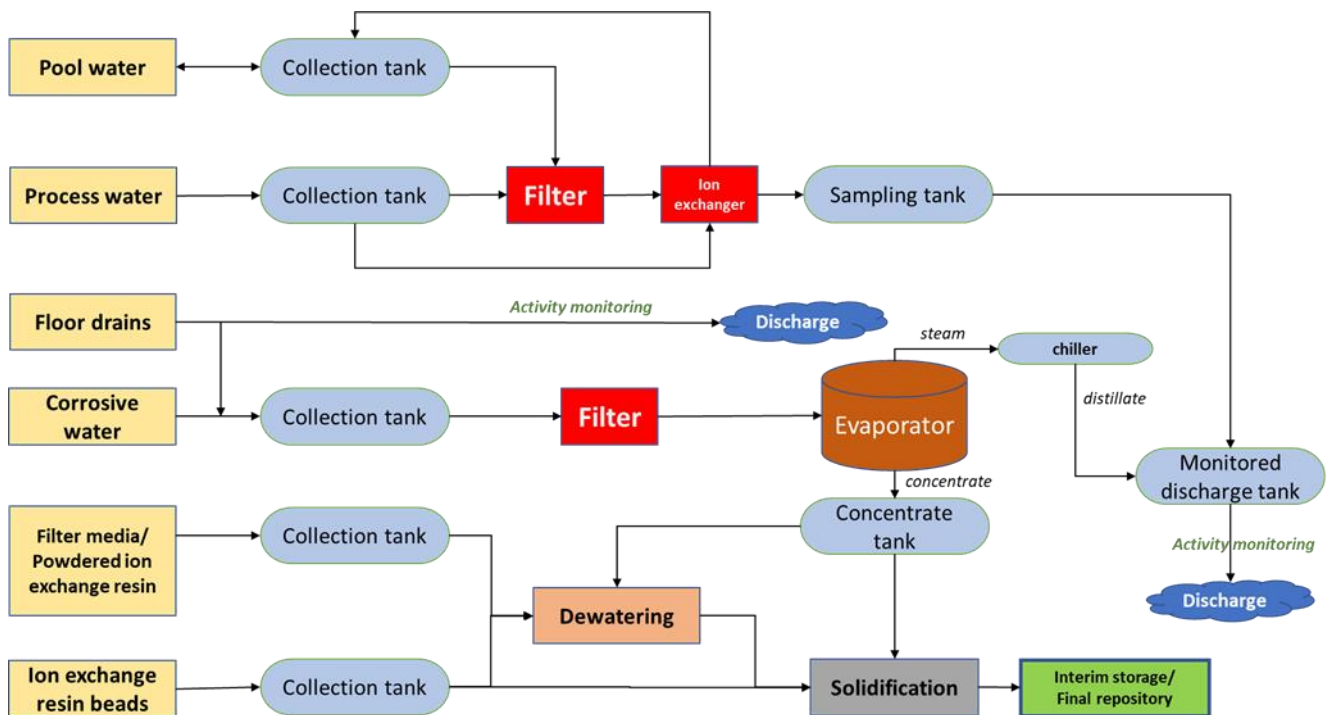 Pool water
Collection tank
Process water
Collection tank
Filter
Ion
exchanger
Sampling tank
Floor drains
Activity monitoring
Discharge
steam
chiller
Corrosive
water
Collection tank
Filter
Evaporator
distillate
concentrate
Monitored
discharge tank
Filter media/
Powdered ion
exchange resin
Collection tank
Concentrate
tank
Activity monitoring
Discharge
Dewatering
Ion exchange
resin beads
Collection tank
Solidification
Interim storage/
Final repository